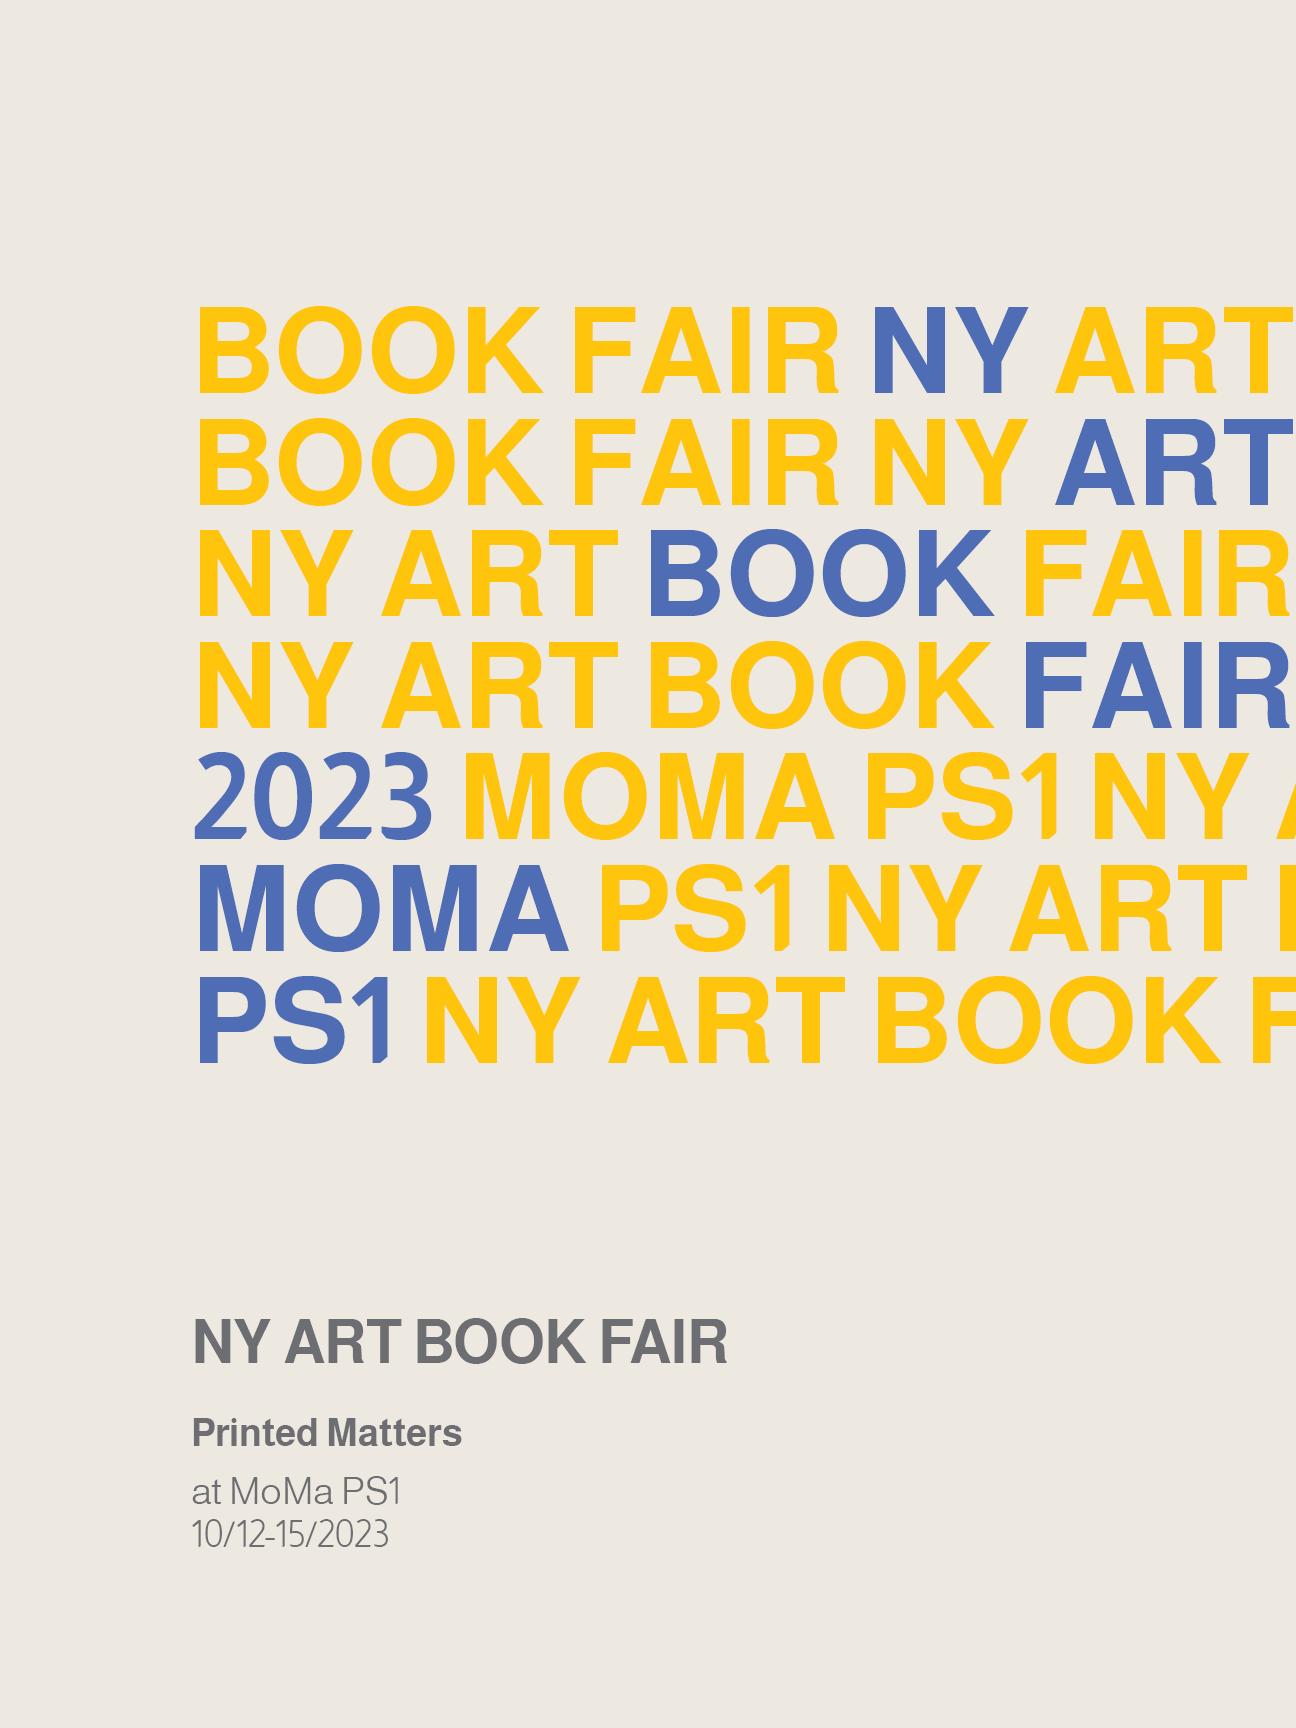 BOOK FAIR NY ART
BOOK FAIR NY ART
NY ART BOOK FAIR
NY ART BOOK FAIR
2023 MOMA PS1 NY
MOMA PS1 NY ART
PS1 NY ART BOOK
NY ART BOOK FAIR
Printed Matters
at MoMa PS1
10/12-15/2023